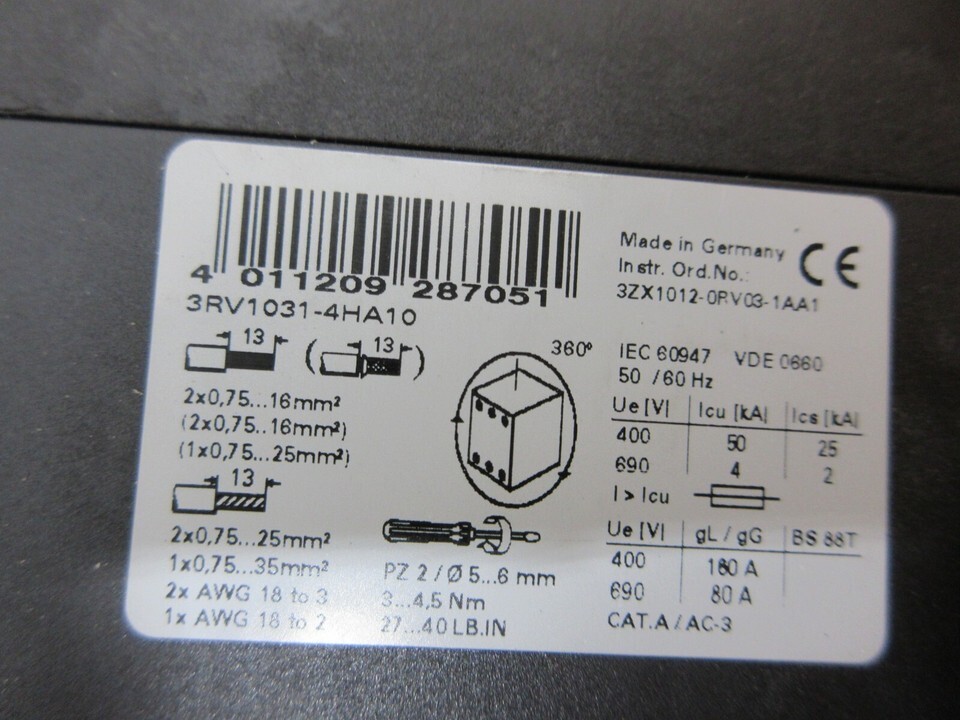 4 011209 287051
3RV1031-4HA10
13 ( 13 )
2x0,75...16mm²
(2x0,75...16mm²)
(1x0,75...25mm²)
13
2x0,75...25mm²
1x0,75...35mm²
2x AWG 18 to 3
1x AWG 18 to 2
360°
PZ 2 / Ø 5...6 mm
3...4,5 Nm
27...40 LB.IN
Made in Germany
CE
Instr. Ord.No.:
3ZX1012-0RV03-1AA1
IEC 60947 VDE 0660
50 /60 Hz
Ue [V] Icu [kA] Ics [kA]
400 50 25
690 4 2
I > Icu
Ue [V] gL / gG BS 88T
400 160 A
690 80 A
CAT.A / AC-3